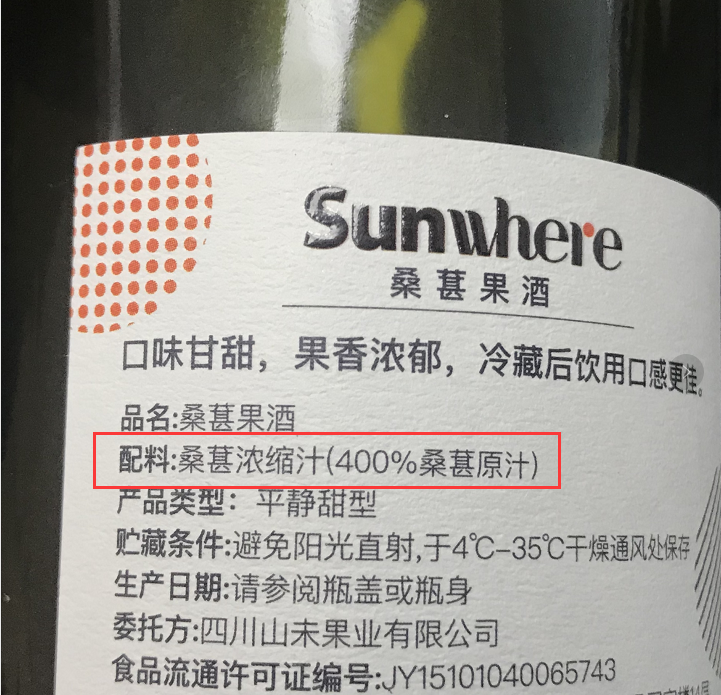 Sunwhere
桑葚果酒
口味甘甜，果香浓郁，冷藏后饮用口感更佳。
品名:桑葚果酒
配料:桑葚浓缩汁(400%桑葚原汁)
产品类型：平静甜型
贮藏条件:避免阳光直射,于4℃-35℃干燥通风处保存
生产日期:请参阅瓶盖或瓶身
委托方:四川山未果业有限公司
食品流通许可证编号:JY15101040065743